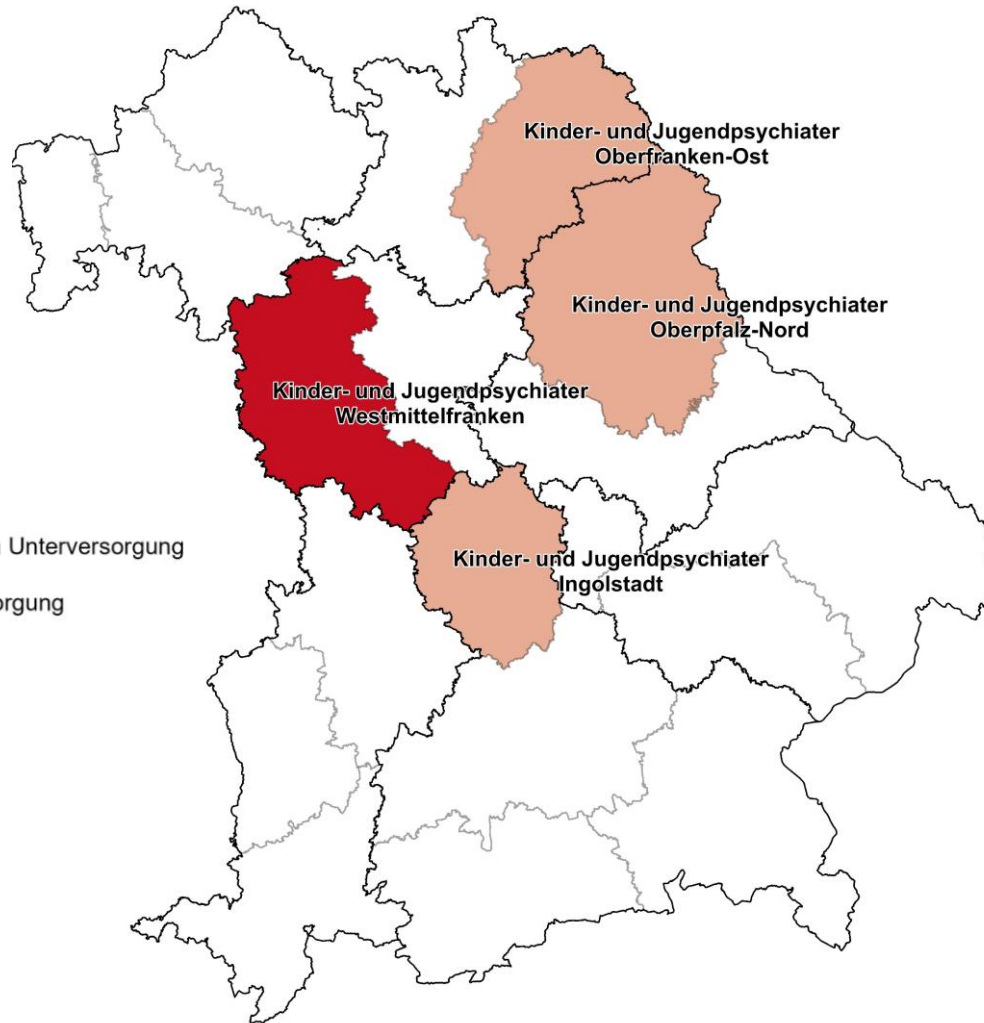 Kinder- und Jugendpsychiater
Oberfranken-Ost
Kinder- und Jugendpsychiater
Oberpfalz-Nord
Kinder- und Jugendpsychiater
Westmittelfranken
Unterversorgung
Kinder- und Jugendpsychiater
Ingolstadt
orgung